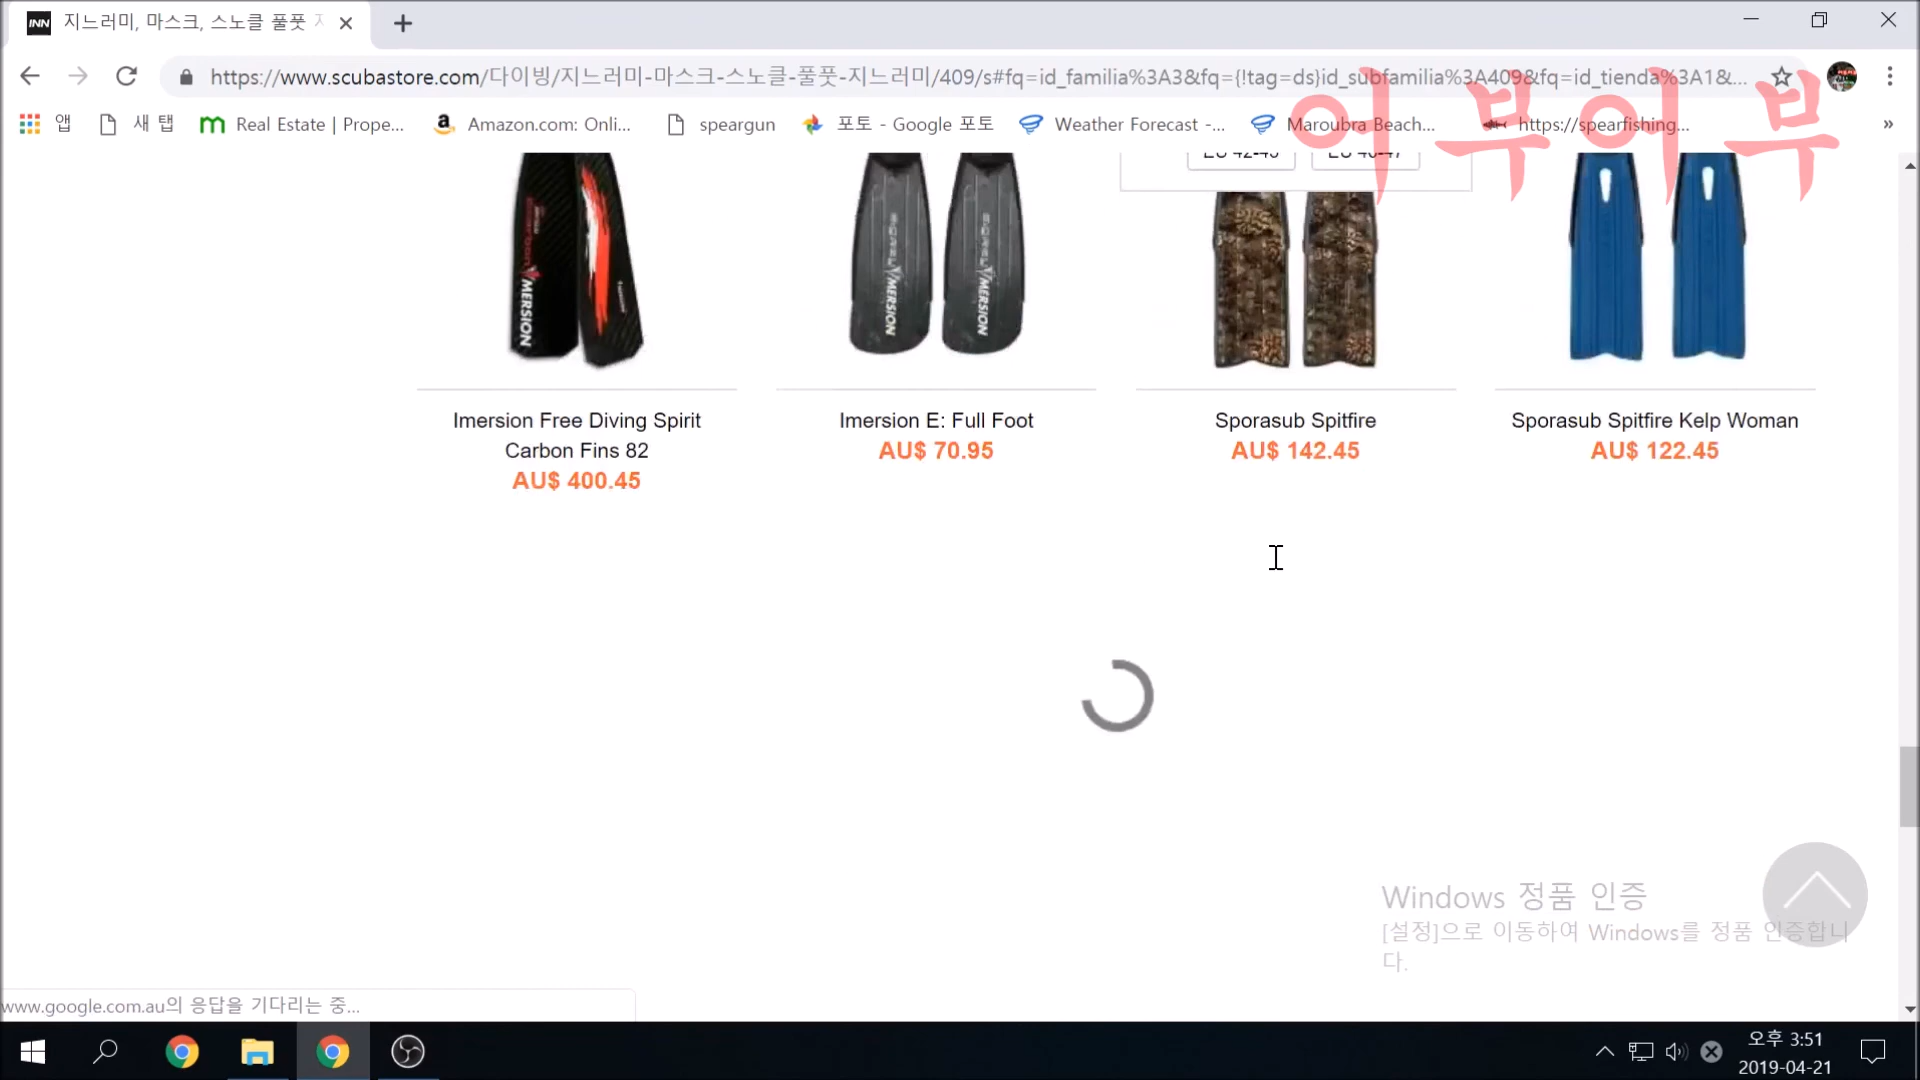 INN 지느러미, 마스크, 스노클 풀풋
https://www.scubastore.com/다이빙/지느러미-마스크-스노클-풀풋-지느러미/409/s#fq=id_familia%3A3&fq={!tag=ds}id_subfamilia%3A409&fq=id_tienda%3A1&...
앱 새 탭 Real Estate | Prope... Amazon.com: Onli... speargun 포토 - Google 포토 Weather Forecast -... Maroubra Beach... https://spearfishing... »
어부어부
EU 42-43 EU 46-47
MERSION
MERSION MERSION
Imersion Free Diving Spirit
Carbon Fins 82
AU$ 400.45
Imersion E: Full Foot
AU$ 70.95
Sporasub Spitfire
AU$ 142.45
Sporasub Spitfire Kelp Woman
AU$ 122.45
Windows 정품 인증
[설정]으로 이동하여 Windows를 정품 인증합니
다.
www.google.com.au의 응답을 기다리는 중...
오후 3:51
2019-04-21